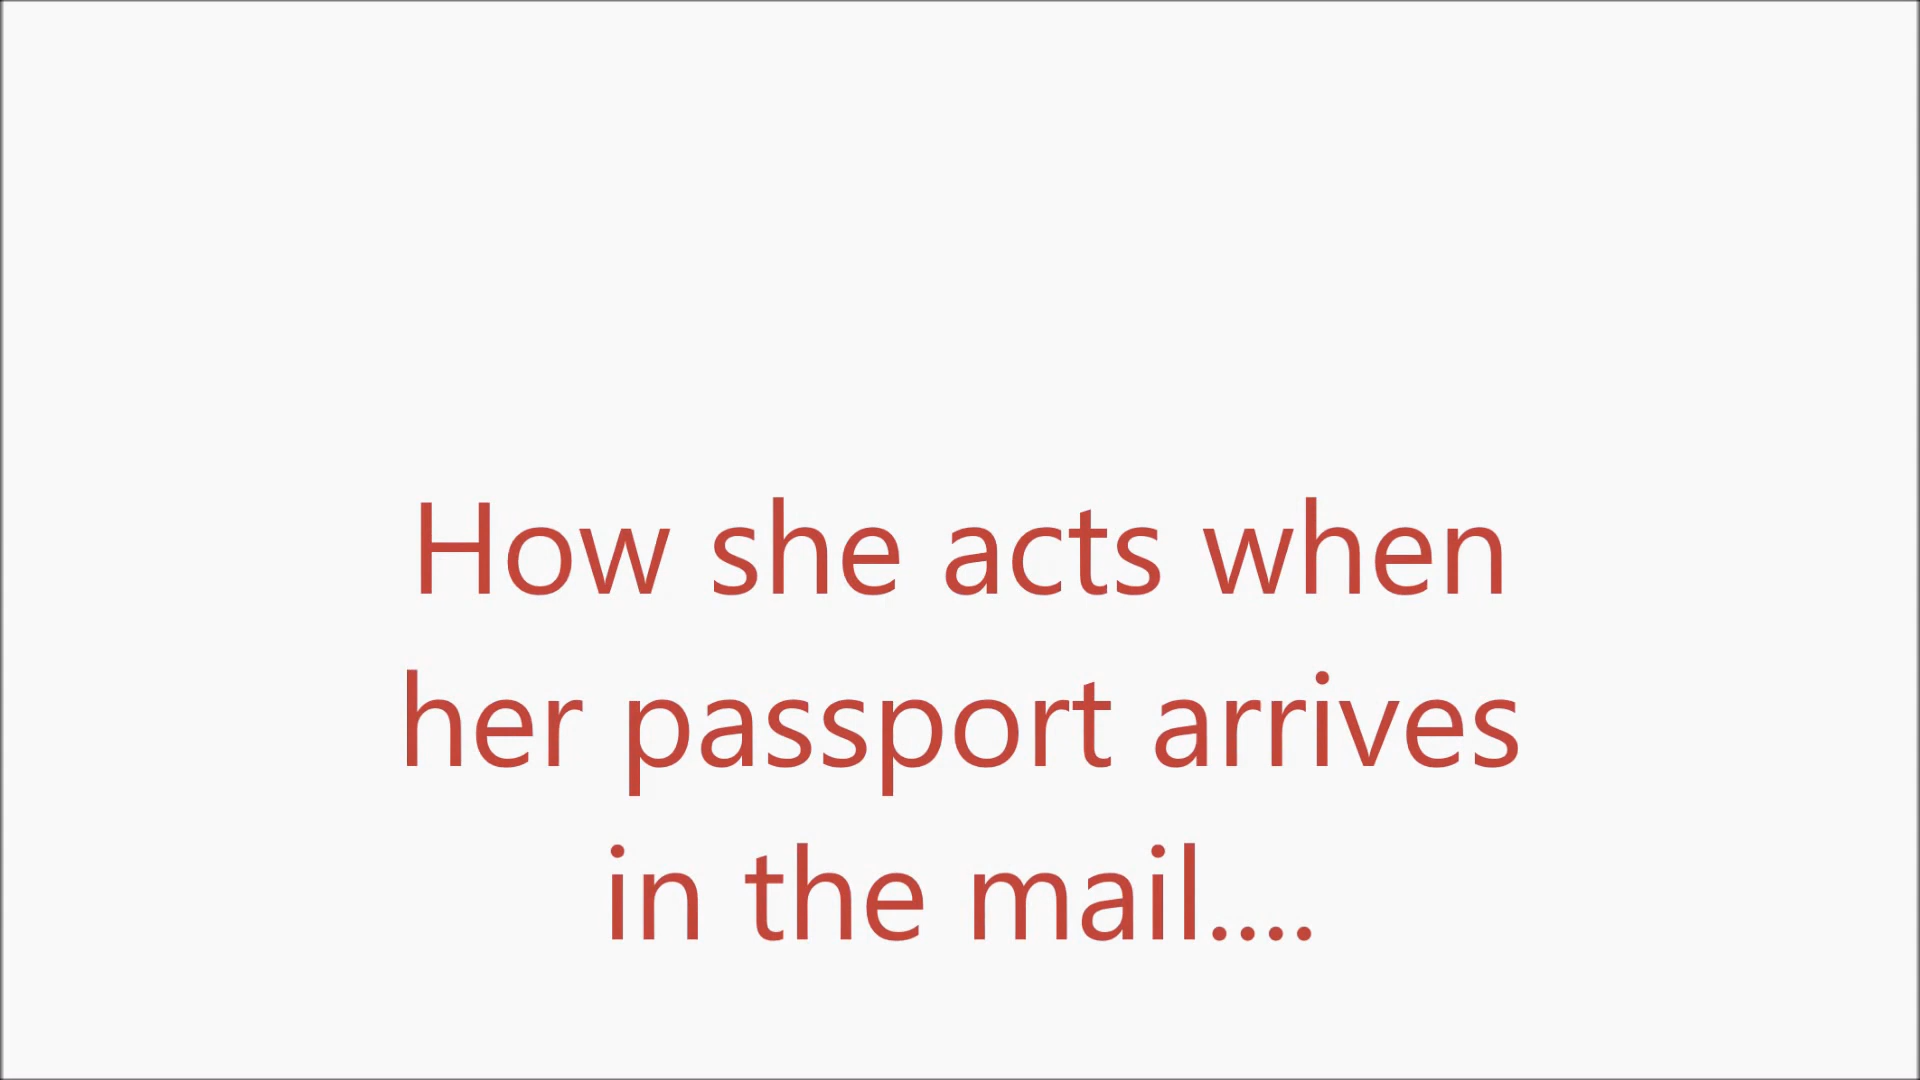 How she acts when
her passport arrives
in the mail....